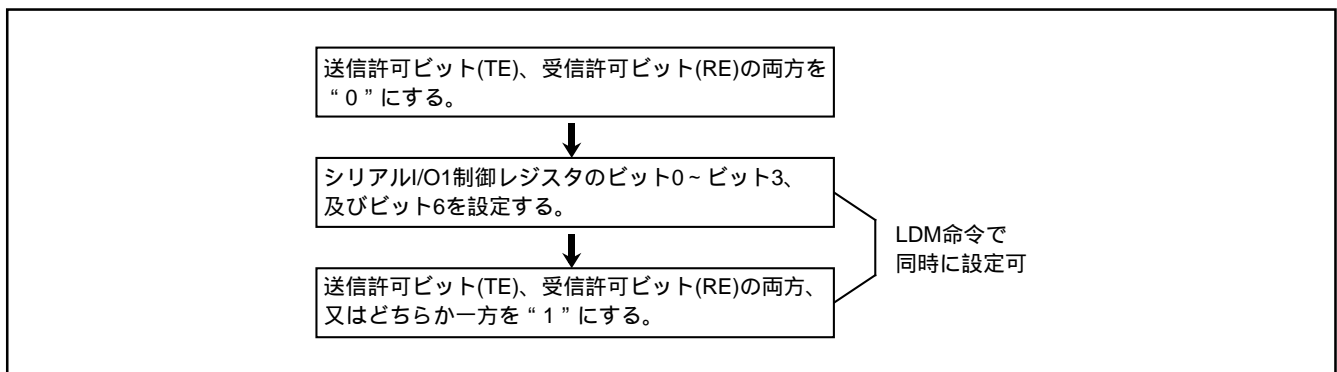 送信許可ビット(TE)、受信許可ビット(RE)の両方を
“０”にする。
シリアルI/O1制御レジスタのビット0～ビット3、
及びビット6を設定する。
LDM命令で
同時に設定可
送信許可ビット(TE)、受信許可ビット(RE)の両方、
又はどちらか一方を“１”にする。